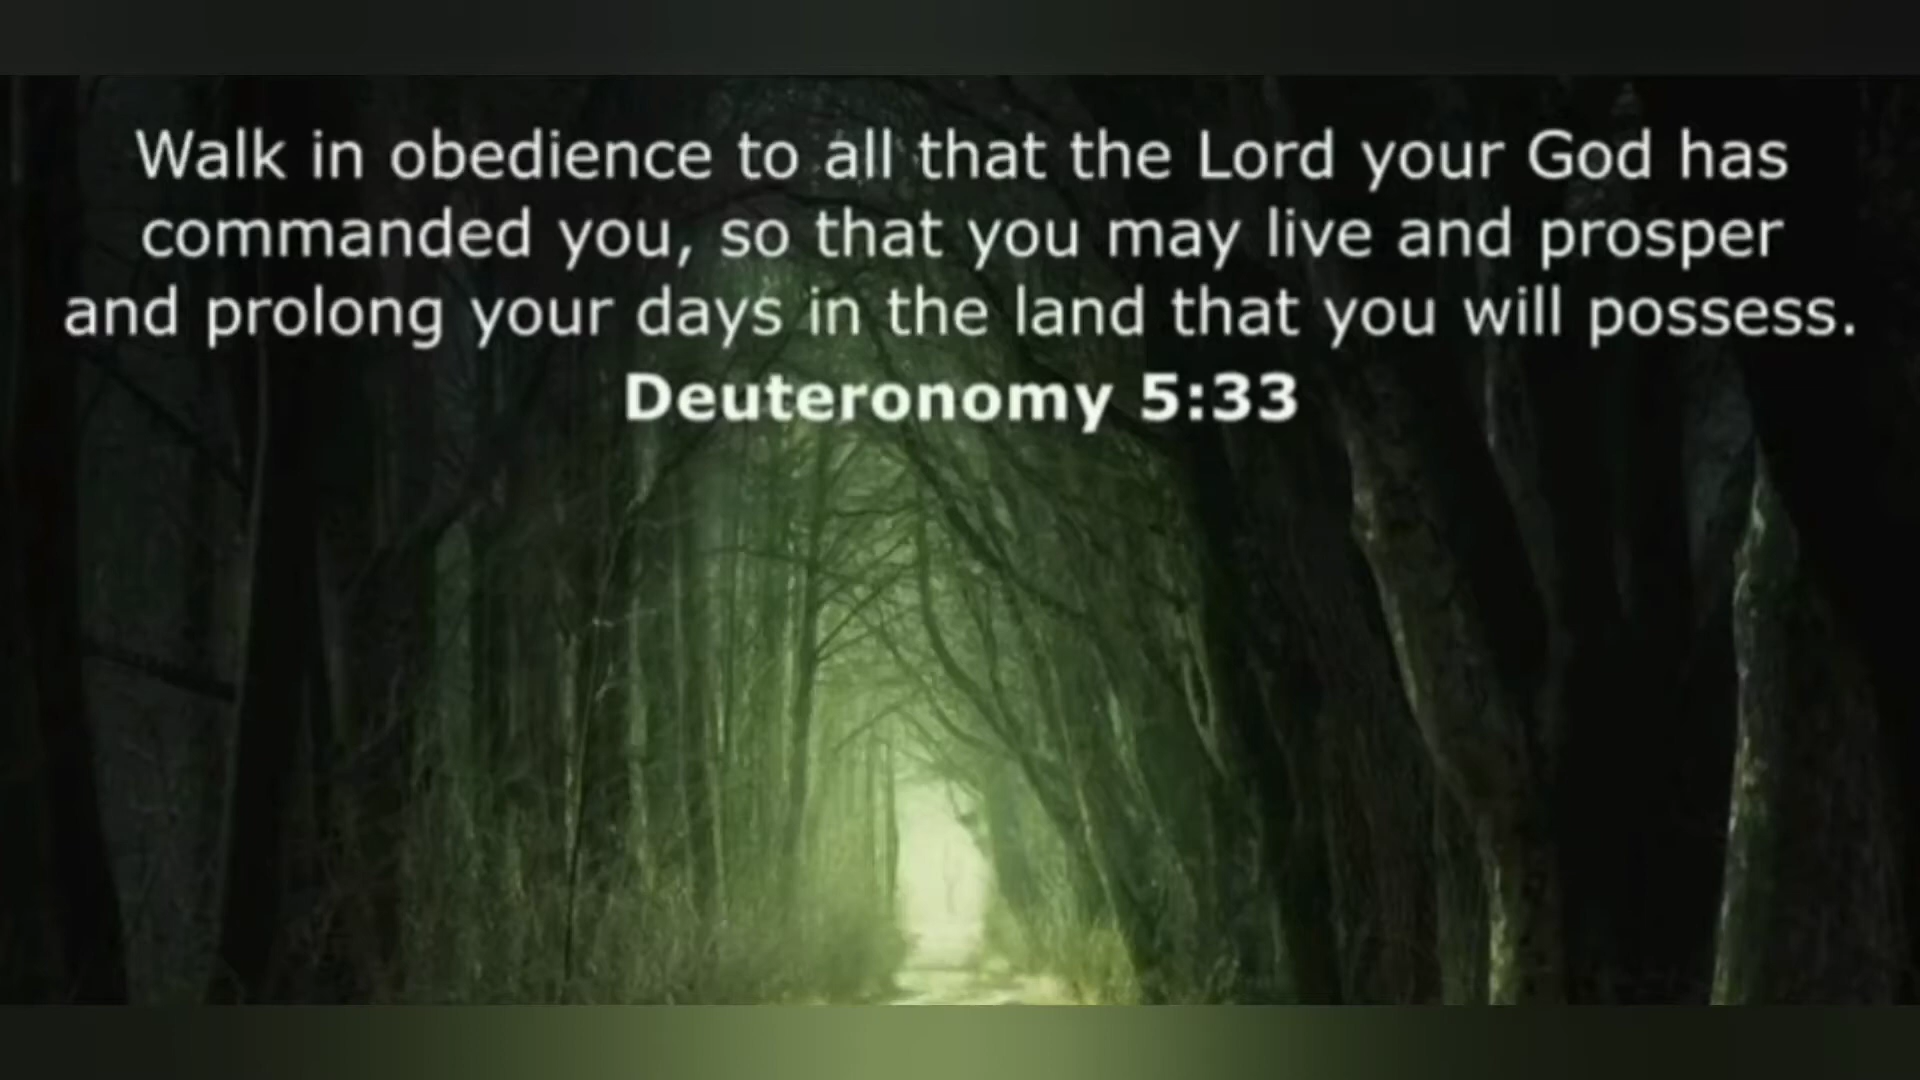 Walk in obedience to all that the Lord your God has
commanded you, so that you may live and prosper
and prolong your days in the land that you will possess.
Deuteronomy 5:33